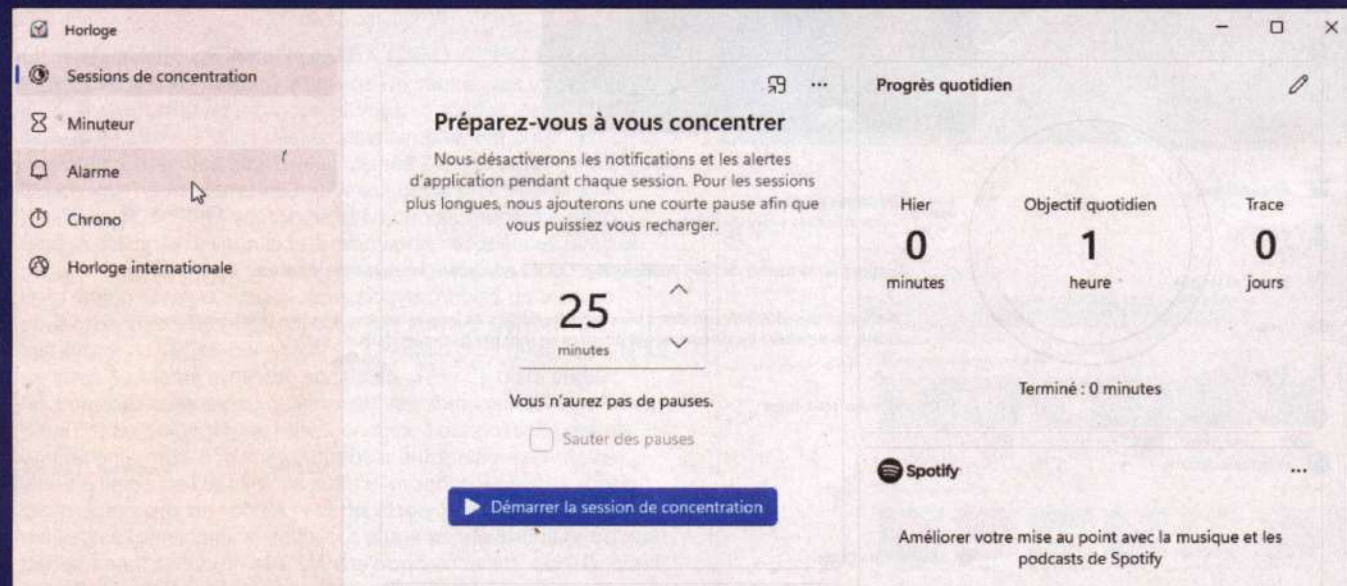 Horloge
Sessions de concentration
Minuteur
Alarme
Chrono
Horloge internationale
Préparez-vous à vous concentrer
Nous désactiverons les notifications et les alertes
d'application pendant chaque session. Pour les sessions
plus longues, nous ajouterons une courte pause afin que
vous puissiez vous recharger.
25
minutes
Vous n'aurez pas de pauses.
Sauter des pauses
Démarrer la session de concentration
Progrès quotidien
Hier
0
minutes
Objectif quotidien
1
heure
Trace
0
jours
Terminé : 0 minutes
Spotify
Améliorer votre mise au point avec la musique et les
podcasts de Spotify